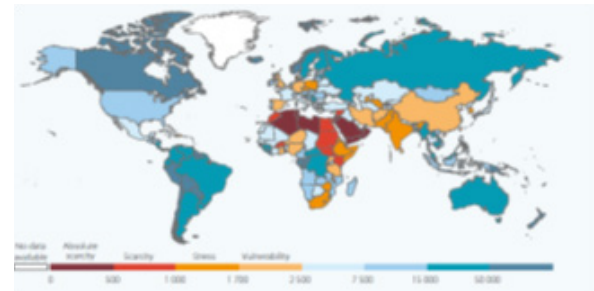 No data Absolute
available scarcity Scarcity Stress Vulnerability
0 500 1 000 1 700 2 500 7 500 15 000 50 000